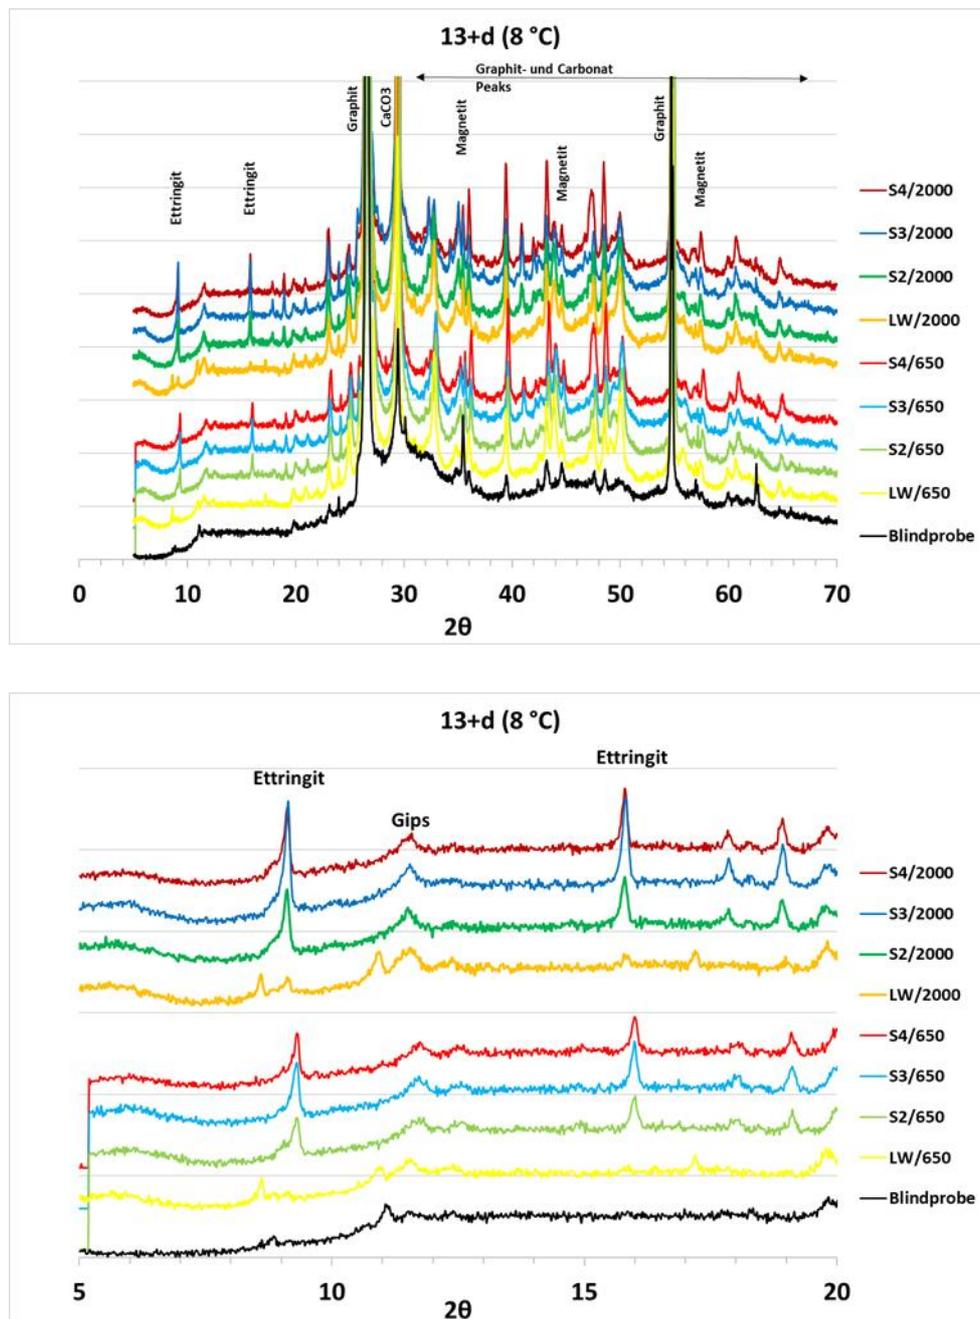 13+d (8 °C)
Graphit- und Carbonat
Peaks
Graphit
CaCO3
Magnetit
Graphit
Magnetit
Magnetit
Ettringit
Ettringit
S4/2000
S3/2000
S2/2000
LW/2000
S4/650
S3/650
S2/650
LW/650
Blindprobe
0 10 20 30 40 50 60 70
2θ
13+d (8 °C)
Ettringit
Ettringit
Gips
S4/2000
S3/2000
S2/2000
LW/2000
S4/650
S3/650
S2/650
LW/650
Blindprobe
5 10 15 20
2θ